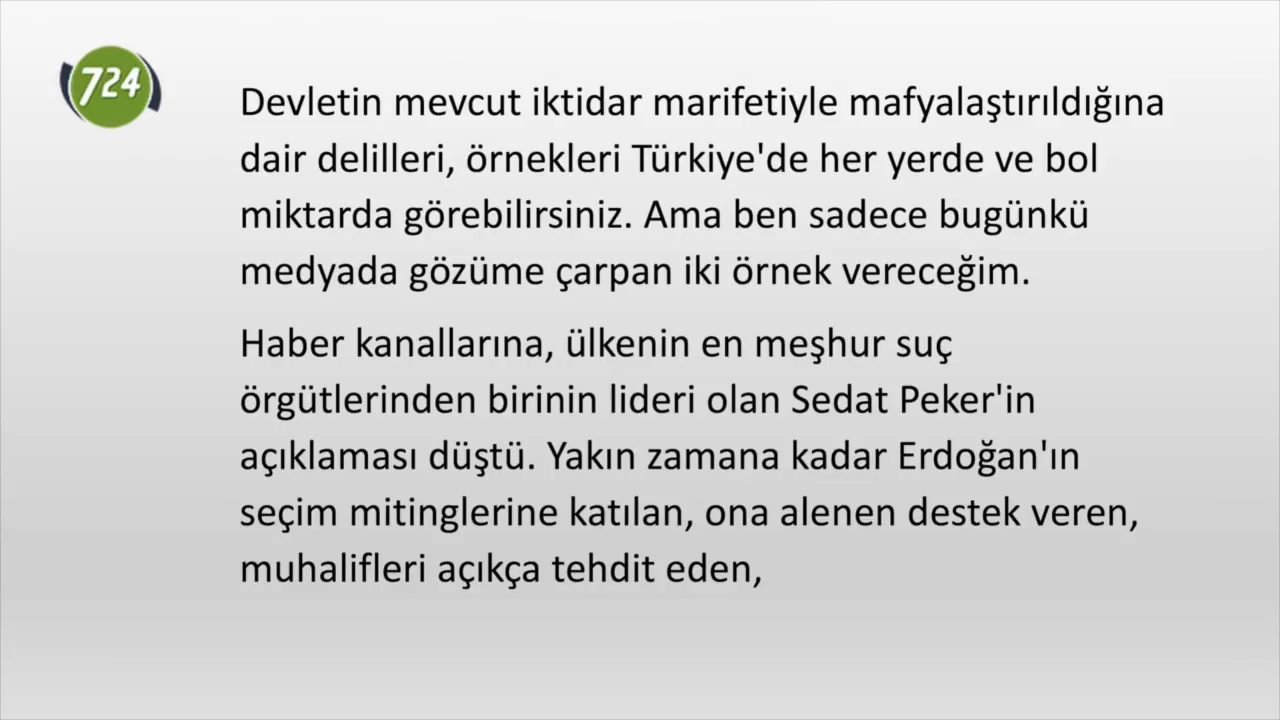 724
Devletin mevcut iktidar marifetiyle mafyalaştırıldığına
dair delilleri, örnekleri Türkiye'de her yerde ve bol
miktarda görebilirsiniz. Ama ben sadece bugünkü
medyada gözüme çarpan iki örnek vereceğim.
Haber kanallarına, ülkenin en meşhur suç
örgütlerinden birinin lideri olan Sedat Peker'in
açıklaması düştü. Yakın zamana kadar Erdoğan'ın
seçim mitinglerine katılan, ona alenen destek veren,
muhalifleri açıkça tehdit eden,